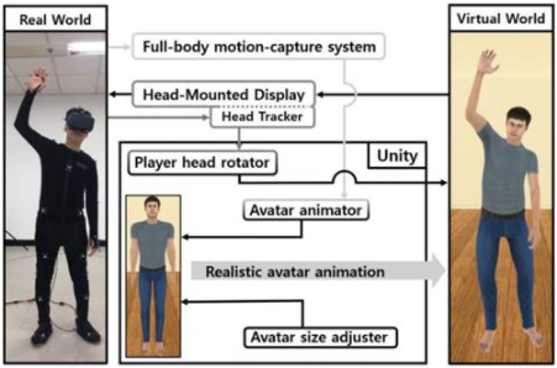 Real World
Virtual World
Full-body motion-capture system
Head-Mounted Display
Head Tracker
Player head rotator
Unity
Avatar animator
Realistic avatar animation
Avatar size adjuster